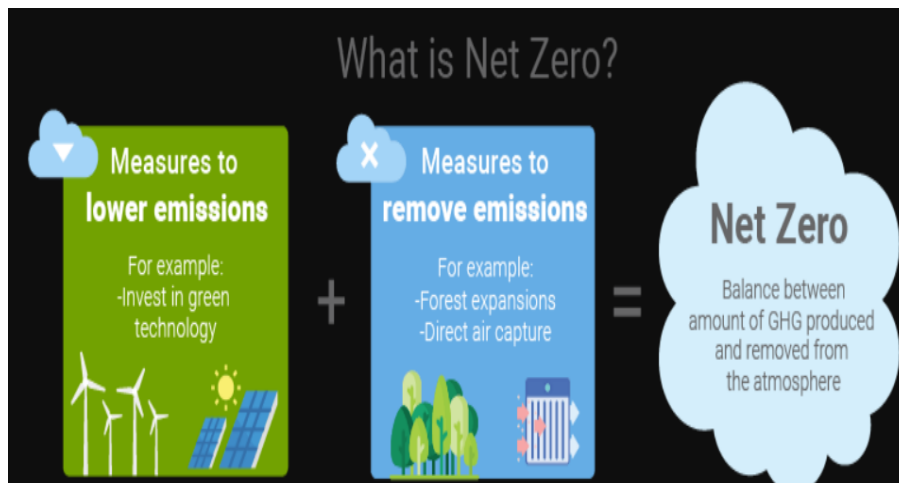 What is Net Zero?
Measures to
lower emissions
For example:
-Invest in green
technology
+
Measures to
remove emissions
For example:
-Forest expansions
-Direct air capture
=
Net Zero
Balance between
amount of GHG produced
and removed from
the atmosphere